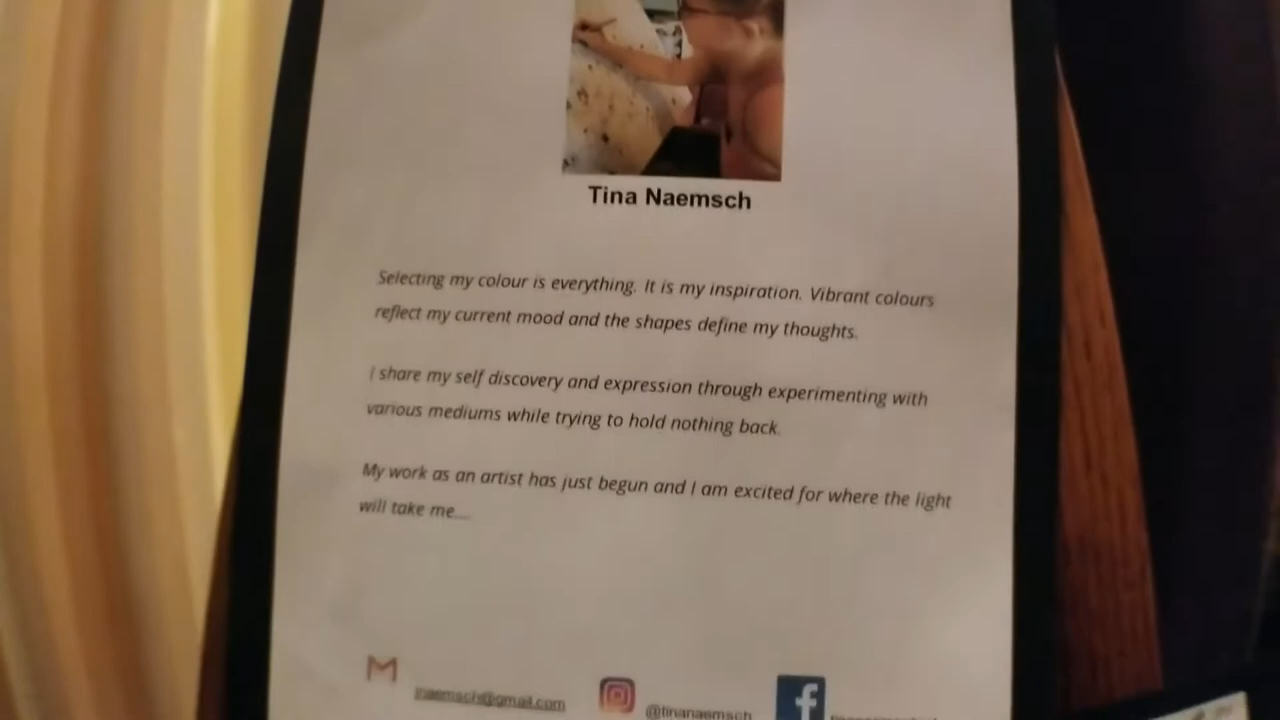 Tina Naemsch
Selecting my colour is everything. It is my inspiration. Vibrant colours
reflect my current mood and the shapes define my thoughts.
I share my self discovery and expression through experimenting with
various mediums while trying to hold nothing back.
My work as an artist has just begun and I am excited for where the light
will take me....
tnaemsch@gmail.com @tinanaemsch